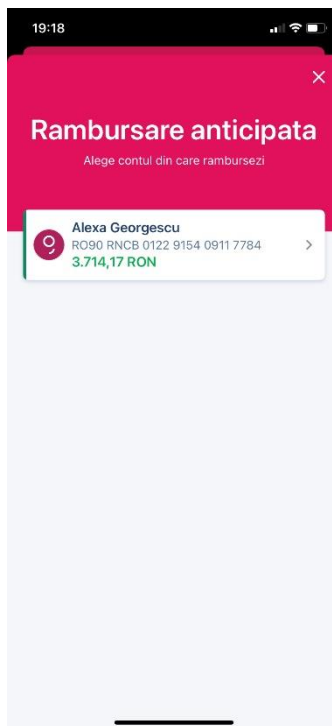 19:18
Rambursare anticipata
Alege contul din care rambursezi
Alexa Georgescu
RO90 RNCB 0122 9154 0911 7784
3.714,17 RON